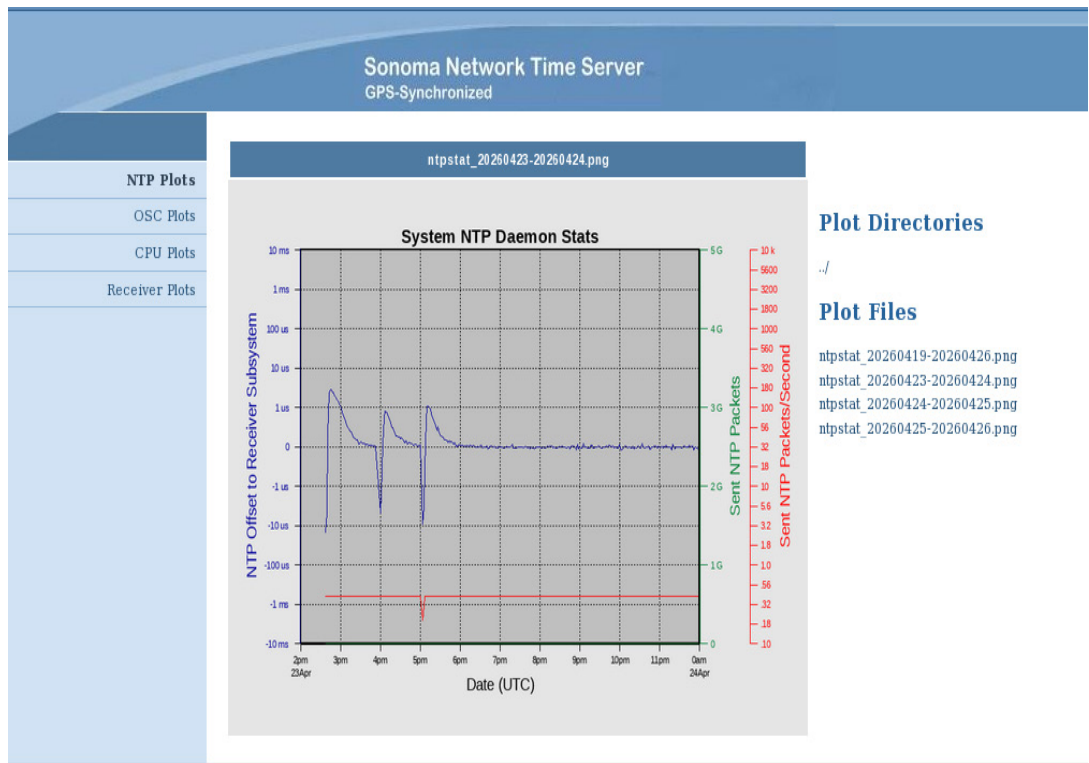 Sonoma Network Time Server
GPS-Synchronized
NTP Plots
OSC Plots
CPU Plots
Receiver Plots
ntpstat_20260423-20260424.png
System NTP Daemon Stats
NTP Offset to Receiver Subsystem
10 ms
1 ms
100 us
10 us
1 us
0
-1 us
-10 us
-100 us
-1 ms
-10 ms
5G
4G
3G
2G
1G
0
Sent NTP Packets
10 k
5600
3200
1800
1000
560
320
180
100
56
32
18
10
5.6
3.2
1.8
1.0
.56
.32
.18
.10
Sent NTP Packets/Second
2pm 3pm 4pm 5pm 6pm 7pm 8pm 9pm 10pm 11pm 0am
23Apr 24Apr
Date (UTC)
Plot Directories
../
Plot Files
ntpstat_20260419-20260426.png
ntpstat_20260423-20260424.png
ntpstat_20260424-20260425.png
ntpstat_20260425-20260426.png